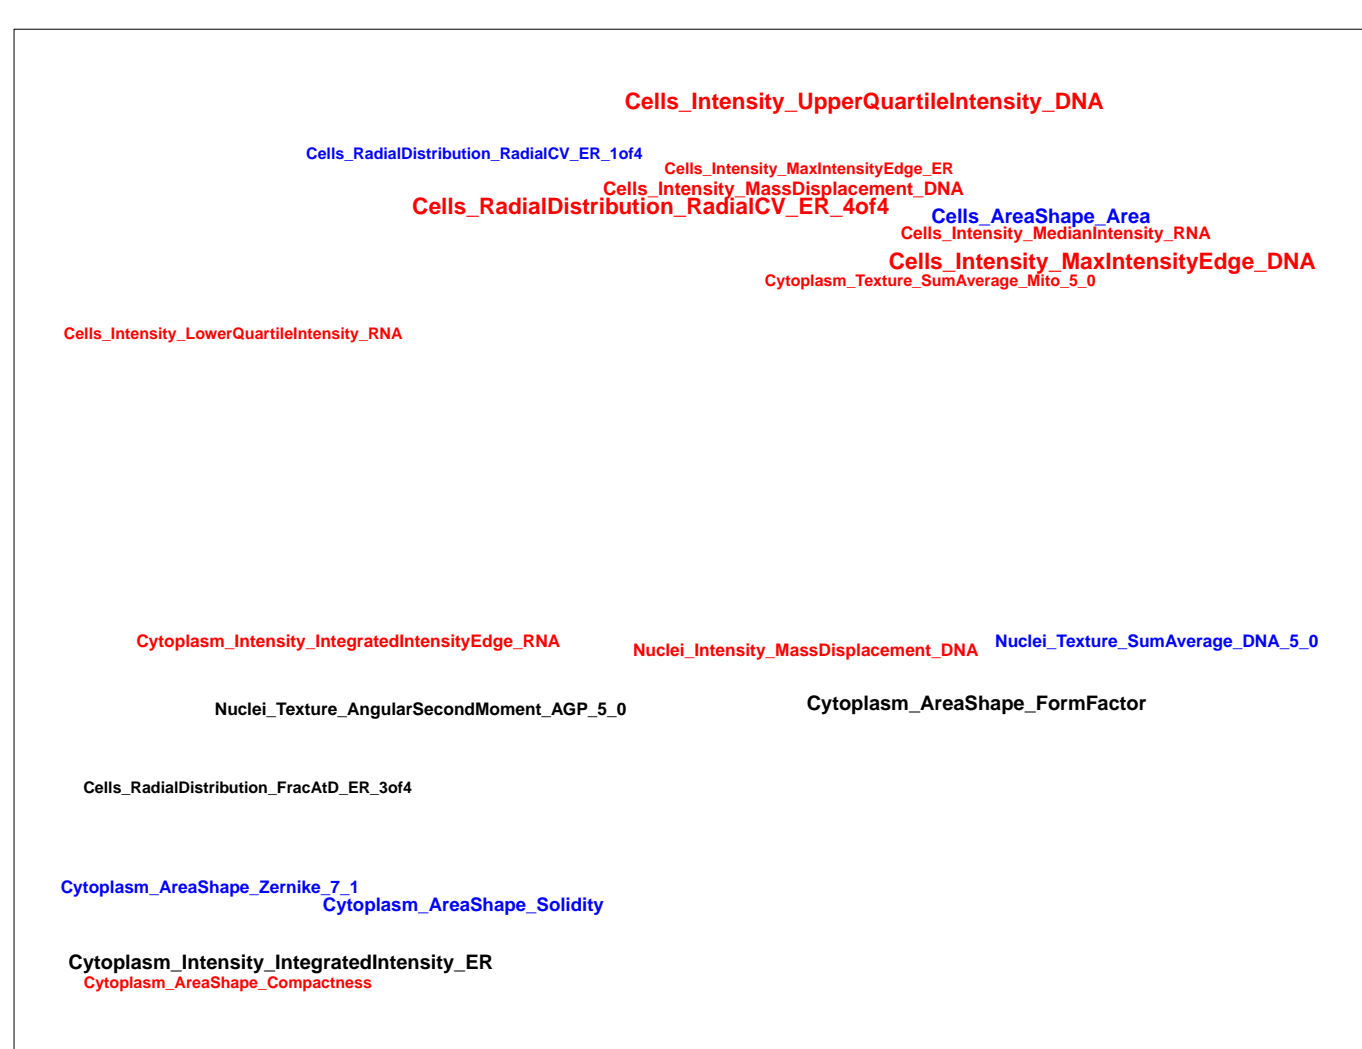 Cells_Intensity_UpperQuartileIntensity_DNA
Cells_RadialDistribution_RadialCV_ER_1of4
Cells_Intensity_MaxIntensityEdge_ER
Cells_Intensity_MassDisplacement_DNA
Cells_RadialDistribution_RadialCV_ER_4of4
Cells_AreaShape_Area
Cells_Intensity_MedianIntensity_RNA
Cells_Intensity_MaxIntensityEdge_DNA
Cytoplasm_Texture_SumAverage_Mito_5_0
Cells_Intensity_LowerQuartileIntensity_RNA
Cytoplasm_Intensity_IntegratedIntensityEdge_RNA
Nuclei_Intensity_MassDisplacement_DNA
Nuclei_Texture_SumAverage_DNA_5_0
Nuclei_Texture_AngularSecondMoment_AGP_5_0
Cytoplasm_AreaShape_FormFactor
Cells_RadialDistribution_FracAtD_ER_3of4
Cytoplasm_AreaShape_Zernike_7_1
Cytoplasm_AreaShape_Solidity
Cytoplasm_Intensity_IntegratedIntensity_ER
Cytoplasm_AreaShape_Compactness